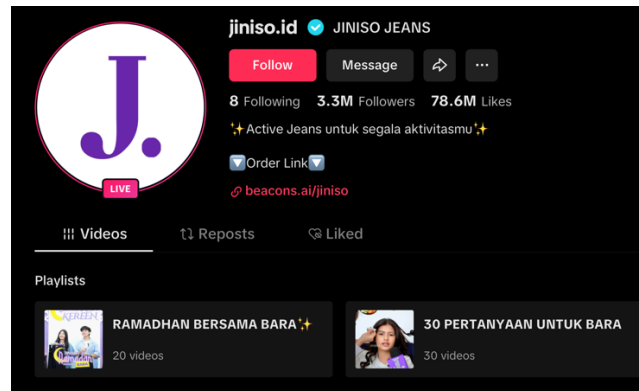 jiniso.id JINISO JEANS
Follow Message ...
8 Following 3.3M Followers 78.6M Likes
✨Active Jeans untuk segala aktivitasmu✨
🔽Order Link🔽
beacons.ai/jiniso
J.
LIVE
Videos Reposts Liked
Playlists
KEREEN
Ramadhan
RAMADHAN BERSAMA BARA✨
20 videos
30 PERTANYAAN UNTUK BARA
30 videos